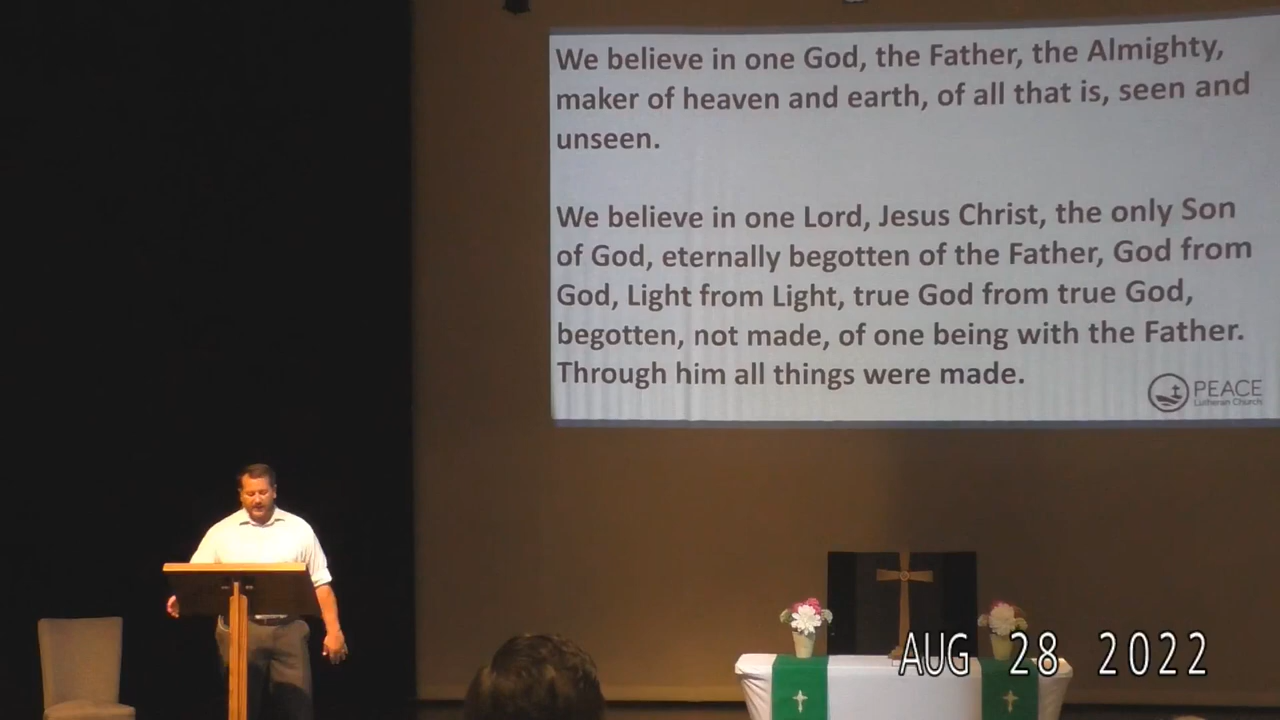 We believe in one God, the Father, the Almighty,
maker of heaven and earth, of all that is, seen and
unseen.
We believe in one Lord, Jesus Christ, the only Son
of God, eternally begotten of the Father, God from
God, Light from Light, true God from true God,
begotten, not made, of one being with the Father.
Through him all things were made.
PEACE
Lutheran Church
AUG 28 2022